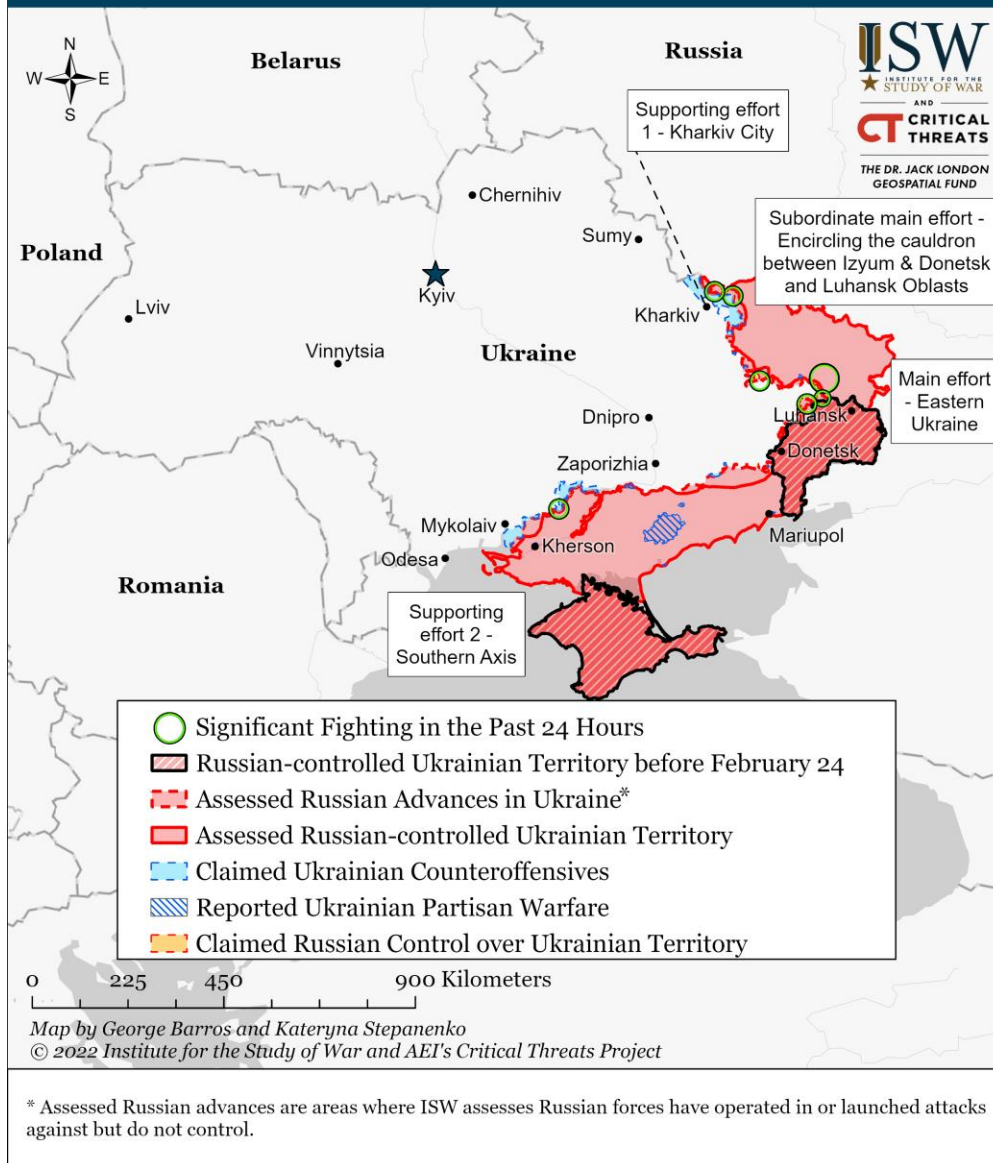 N
W
E
S
Belarus
Russia
ISW
INSTITUTE FOR THE
STUDY OF WAR
AND
CT CRITICAL
THREATS
THE DR. JACK LONDON
GEOSPATIAL FUND
Supporting effort
1 - Kharkiv City
Chernihiv
Sumy
Subordinate main effort -
Encircling the cauldron
between Izyum & Donetsk
and Luhansk Oblasts
Poland
Kyiv
Lviv
Kharkiv
Vinnytsia
Ukraine
Main effort
- Eastern
Ukraine
Dnipro
Luhansk
Donetsk
Zaporizhia
Mykolaiv
Mariupol
Kherson
Odesa
Romania
Supporting
effort 2 -
Southern Axis
Significant Fighting in the Past 24 Hours
Russian-controlled Ukrainian Territory before February 24
Assessed Russian Advances in Ukraine*
Assessed Russian-controlled Ukrainian Territory
Claimed Ukrainian Counteroffensives
Reported Ukrainian Partisan Warfare
Claimed Russian Control over Ukrainian Territory
0 225 450 900 Kilometers
Map by George Barros and Kateryna Stepanenko
© 2022 Institute for the Study of War and AEI's Critical Threats Project
* Assessed Russian advances are areas where ISW assesses Russian forces have operated in or launched attacks
against but do not control.